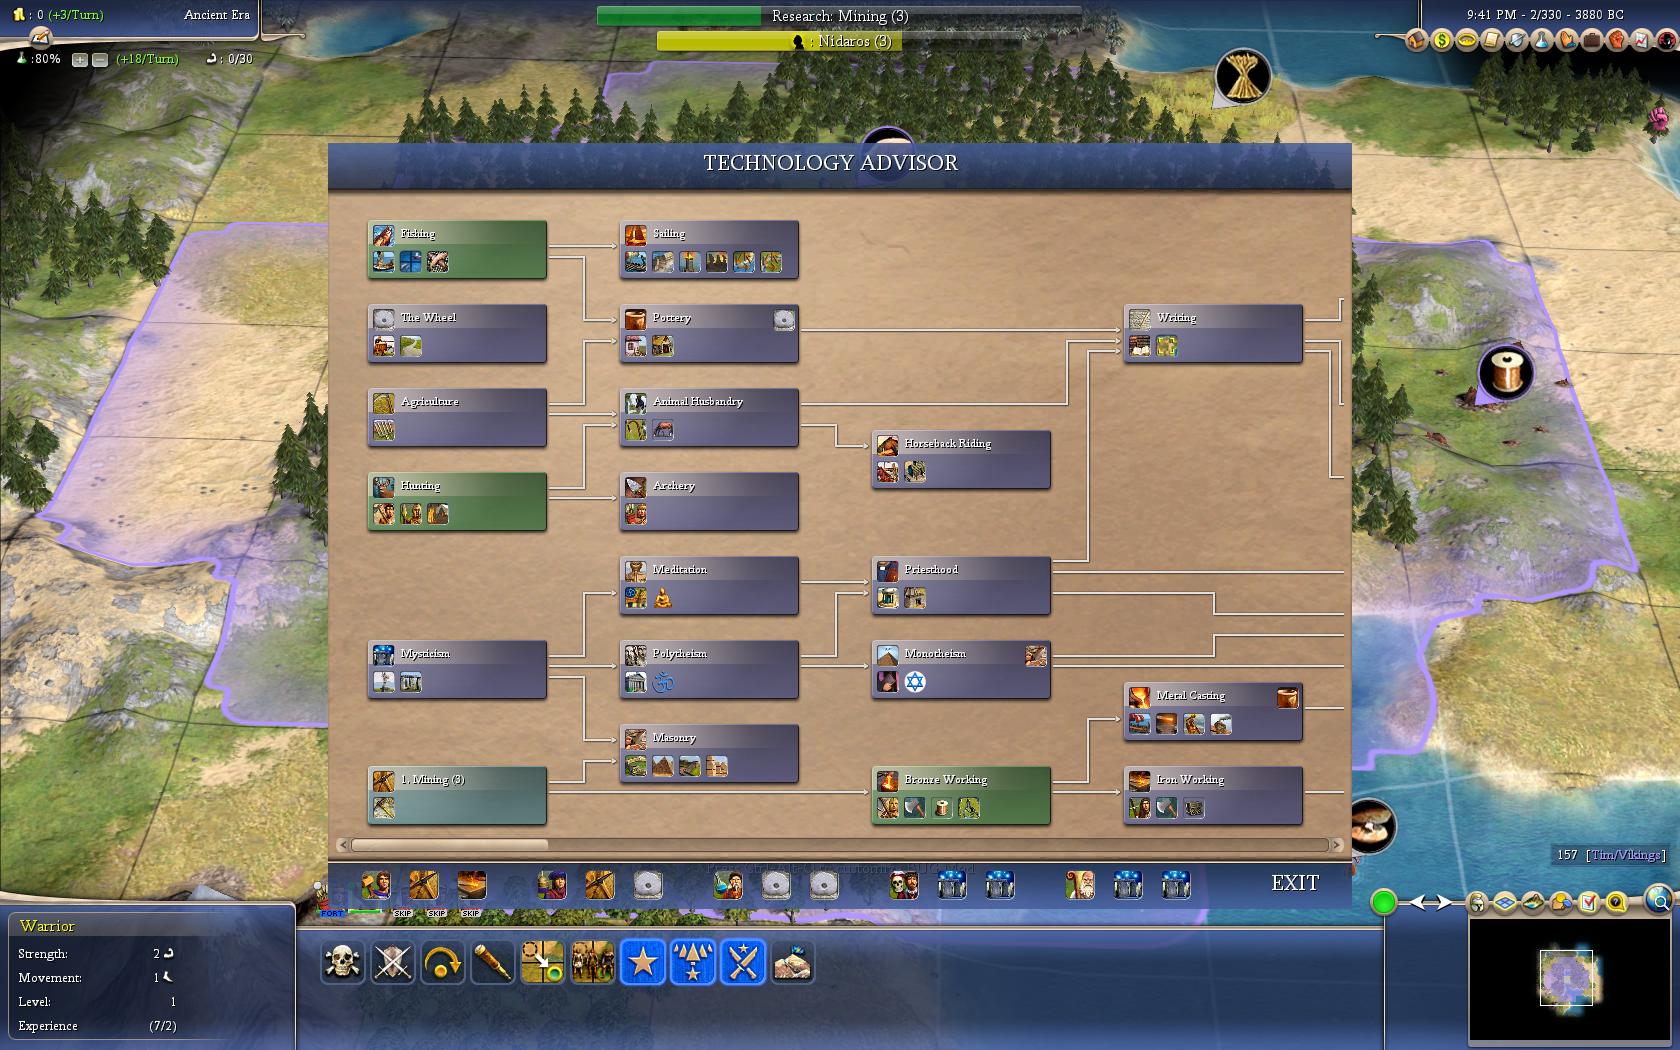 : 0 (+3/Turn)
Ancient Era
Research: Mining (3)
9:41 PM - 2/330 - 3880 BC
: Nidaros (3)
:80%
(+18/Turn)
: 0/30
TECHNOLOGY ADVISOR
Fishing
Sailing
The Wheel
Pottery
Writing
Agriculture
Animal Husbandry
Horseback Riding
Hunting
Archery
Meditation
Priesthood
Mysticism
Polytheism
Monotheism
Metal Casting
Masonry
1. Mining (3)
Bronze Working
Iron Working
157 [Tim/Vikings]
EXIT
FORT
SKIP
SKIP
SKIP
Warrior
Strength: 2
Movement: 1
Level: 1
Experience (7/2)